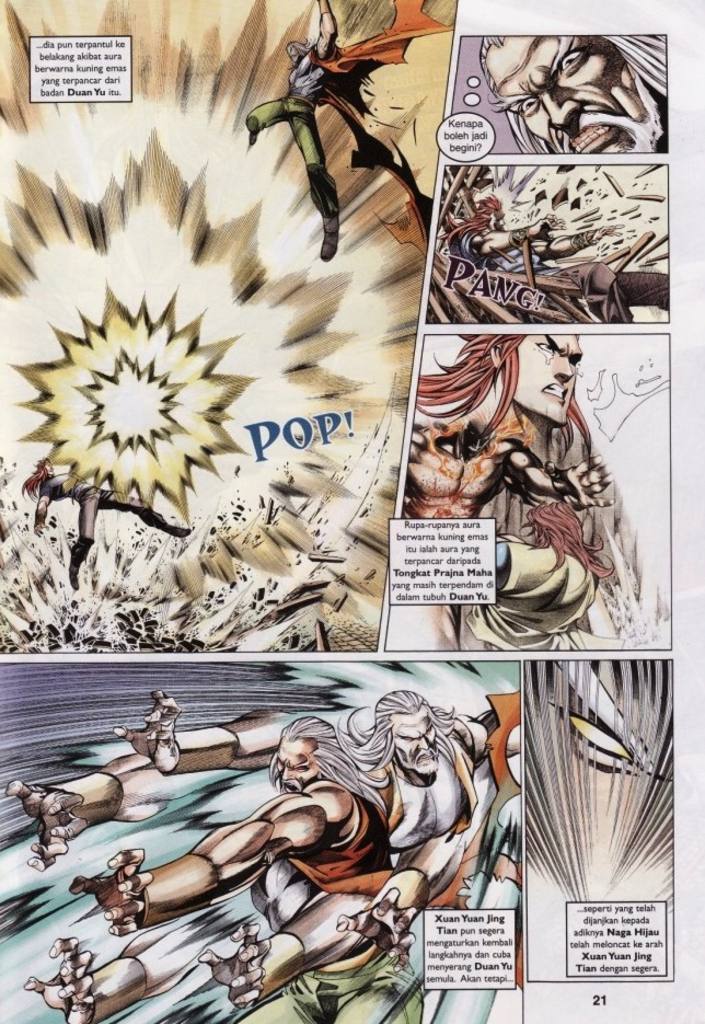 ...dia pun terpantul ke
belakang akibat aura
berwarna kuning emas
yang terpancar dari
badan Duan Yu itu.
POP!
Kenapa
boleh jadi
begini?
PANG!
Rupa-rupanya aura
berwarna kuning emas
itu ialah aura yang
terpancar daripada
Tongkat Prajna Maha
yang masih terpendam di
dalam tubuh Duan Yu.
Xuan Yuan Jing
Tian pun segera
mengaturkan kembali
langkahnya dan cuba
menyerang Duan Yu
semula. Akan tetapi...
...seperti yang telah
dijanjikan kepada
adiknya Naga Hijau
telah meloncat ke arah
Xuan Yuan Jing
Tian dengan segera.
21